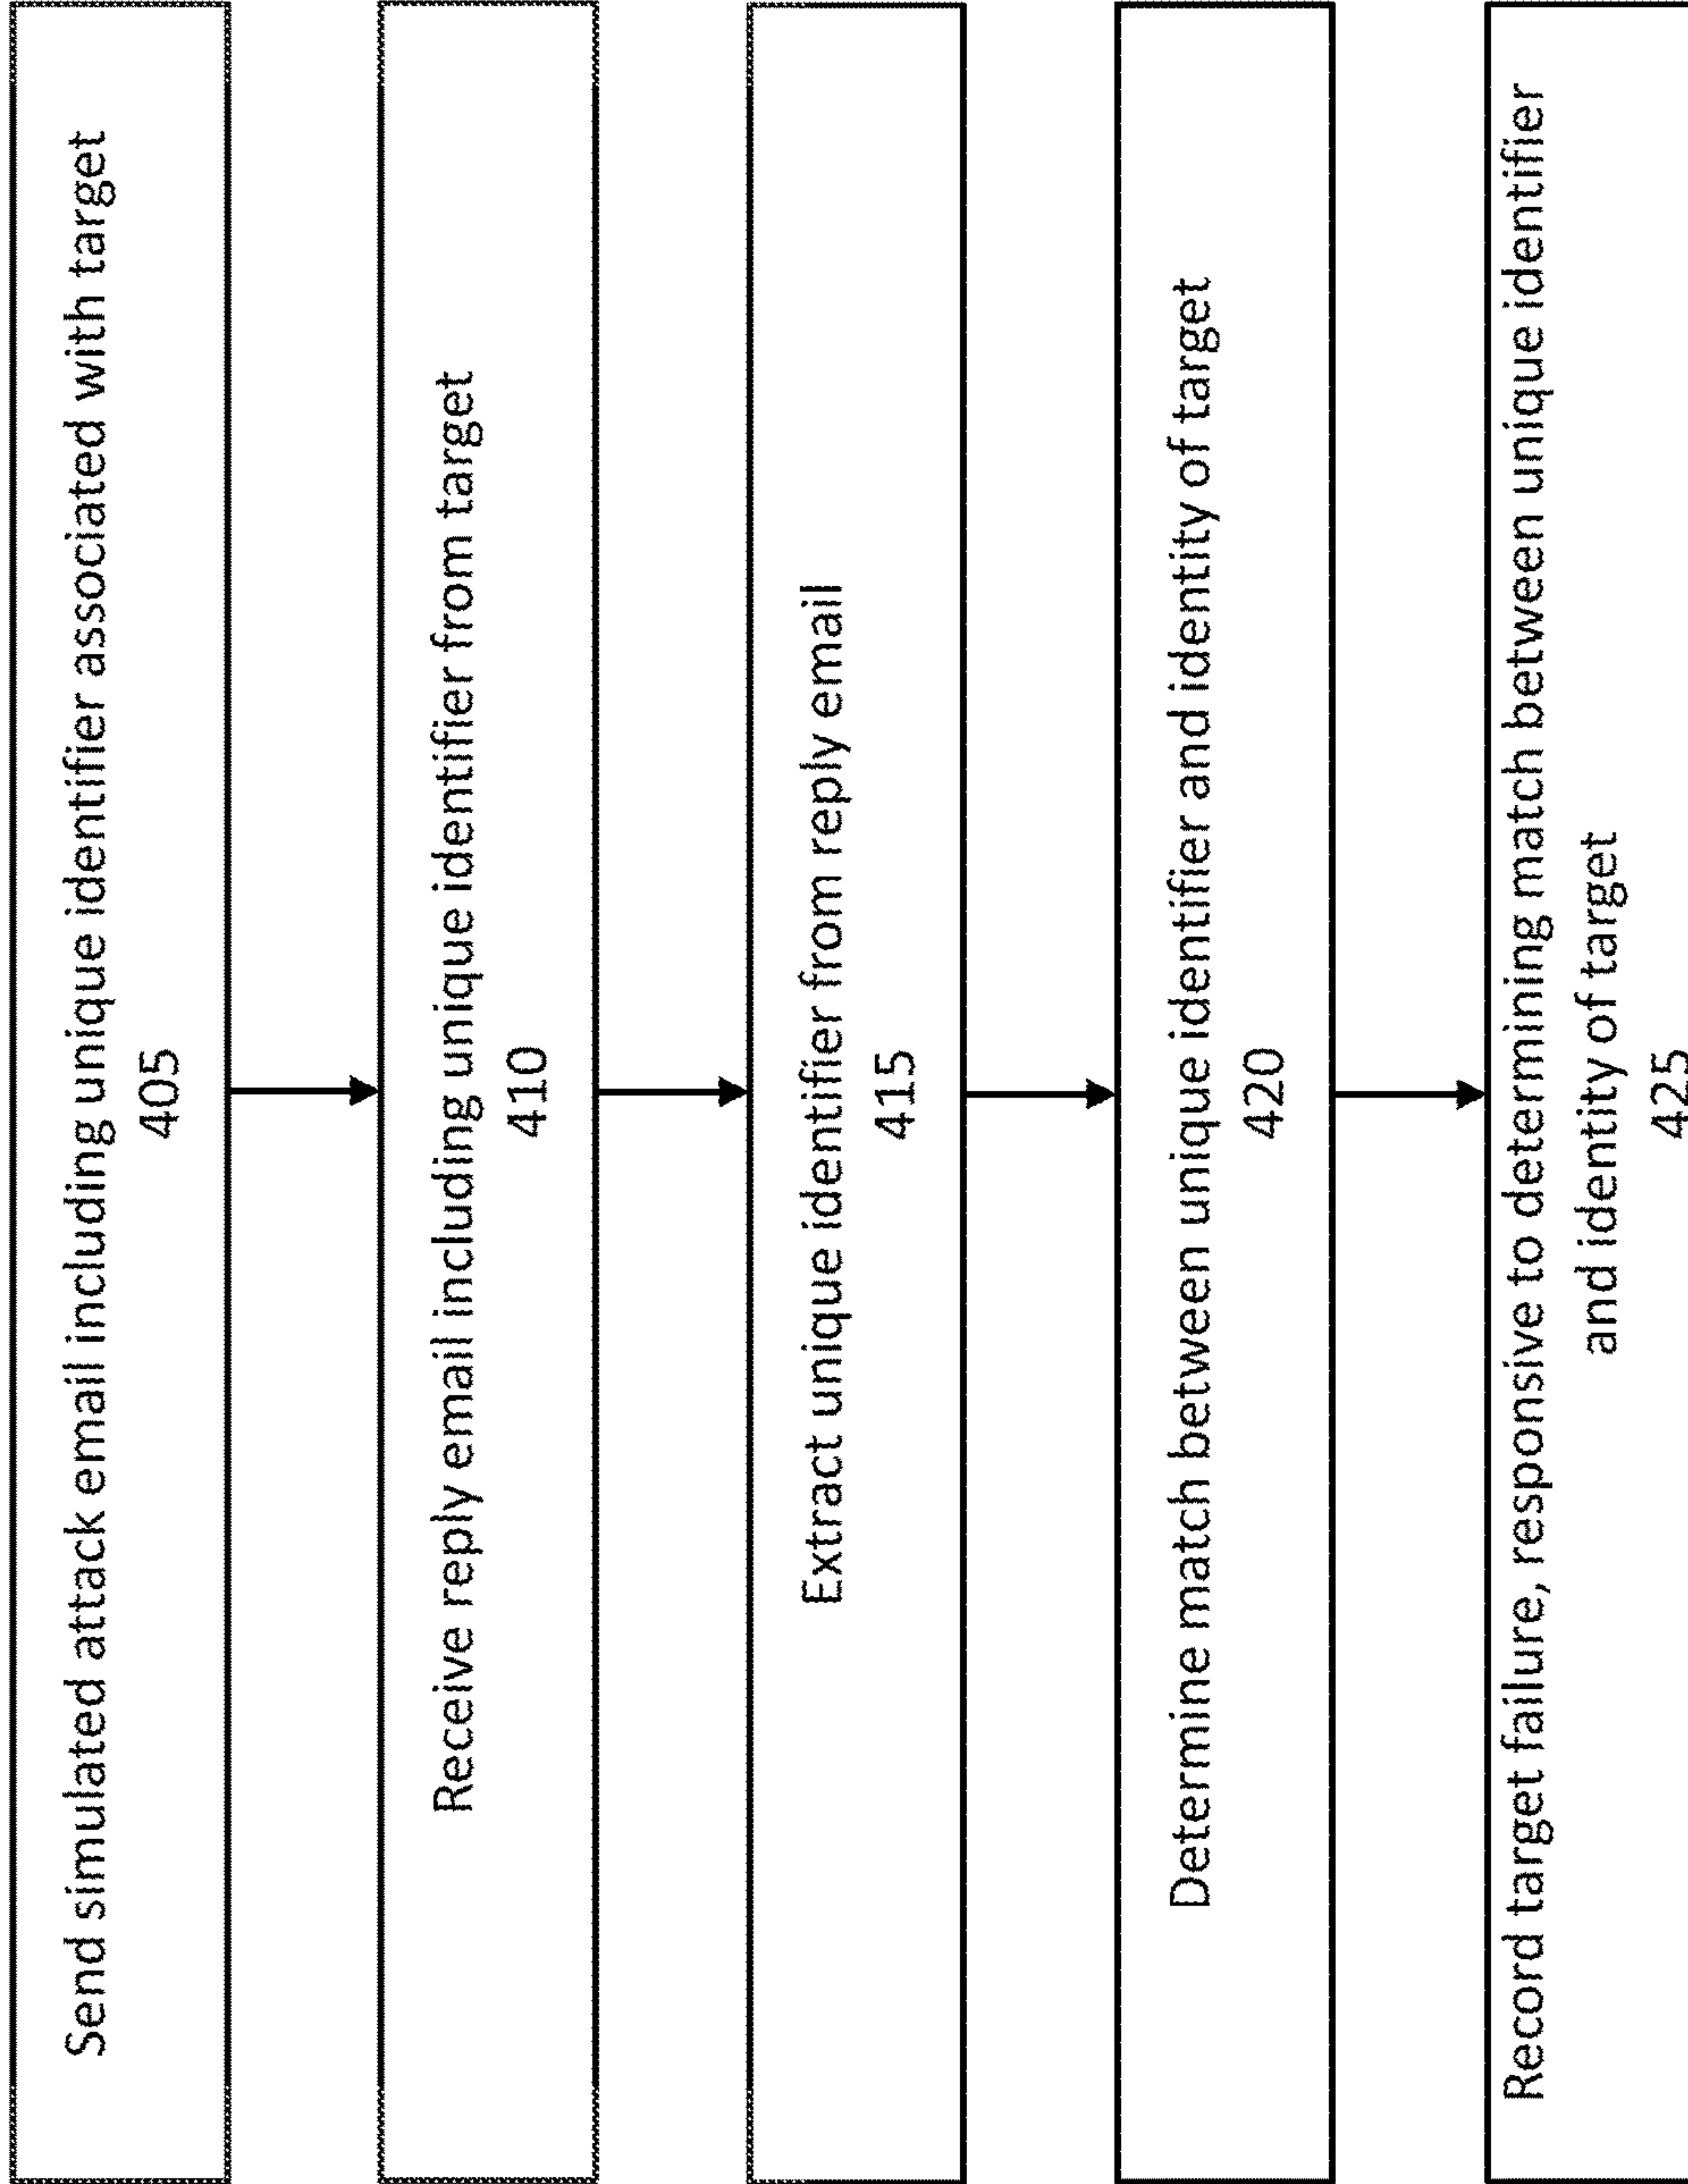 Send simulated attack email including unique identifier associated with target
405
Receive reply email including unique identifier from target
410
Extract unique identifier from reply email
415
Determine match between unique identifier and identity of target
420
Record target failure, responsive to determining match between unique identifier
and identity of target
425